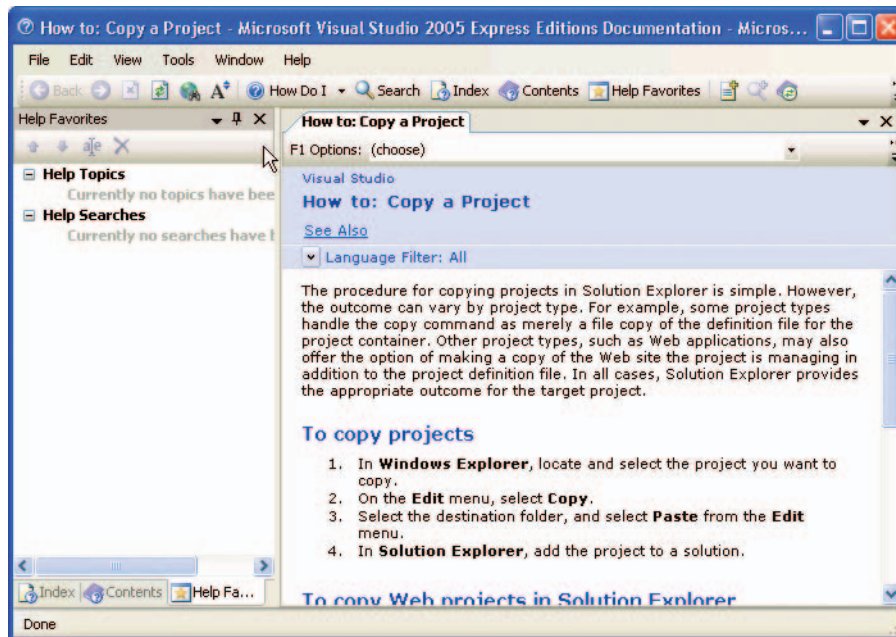 How to: Copy a Project - Microsoft Visual Studio 2005 Express Editions Documentation - Micros...
File Edit View Tools Window Help
Back How Do I Search Index Contents Help Favorites
Help Favorites
How to: Copy a Project
F1 Options: (choose)
Help Topics
Currently no topics have bee
Help Searches
Currently no searches have
Visual Studio
How to: Copy a Project
See Also
Language Filter: All
The procedure for copying projects in Solution Explorer is simple. However,
the outcome can vary by project type. For example, some project types
handle the copy command as merely a file copy of the definition file for the
project container. Other project types, such as Web applications, may also
offer the option of making a copy of the Web site the project is managing in
addition to the project definition file. In all cases, Solution Explorer provides
the appropriate outcome for the target project.
To copy projects
1. In Windows Explorer, locate and select the project you want to
copy.
2. On the Edit menu, select Copy.
3. Select the destination folder, and select Paste from the Edit
menu.
4. In Solution Explorer, add the project to a solution.
To copy Web projects in Solution Explorer
Index Contents Help Fa...
Done